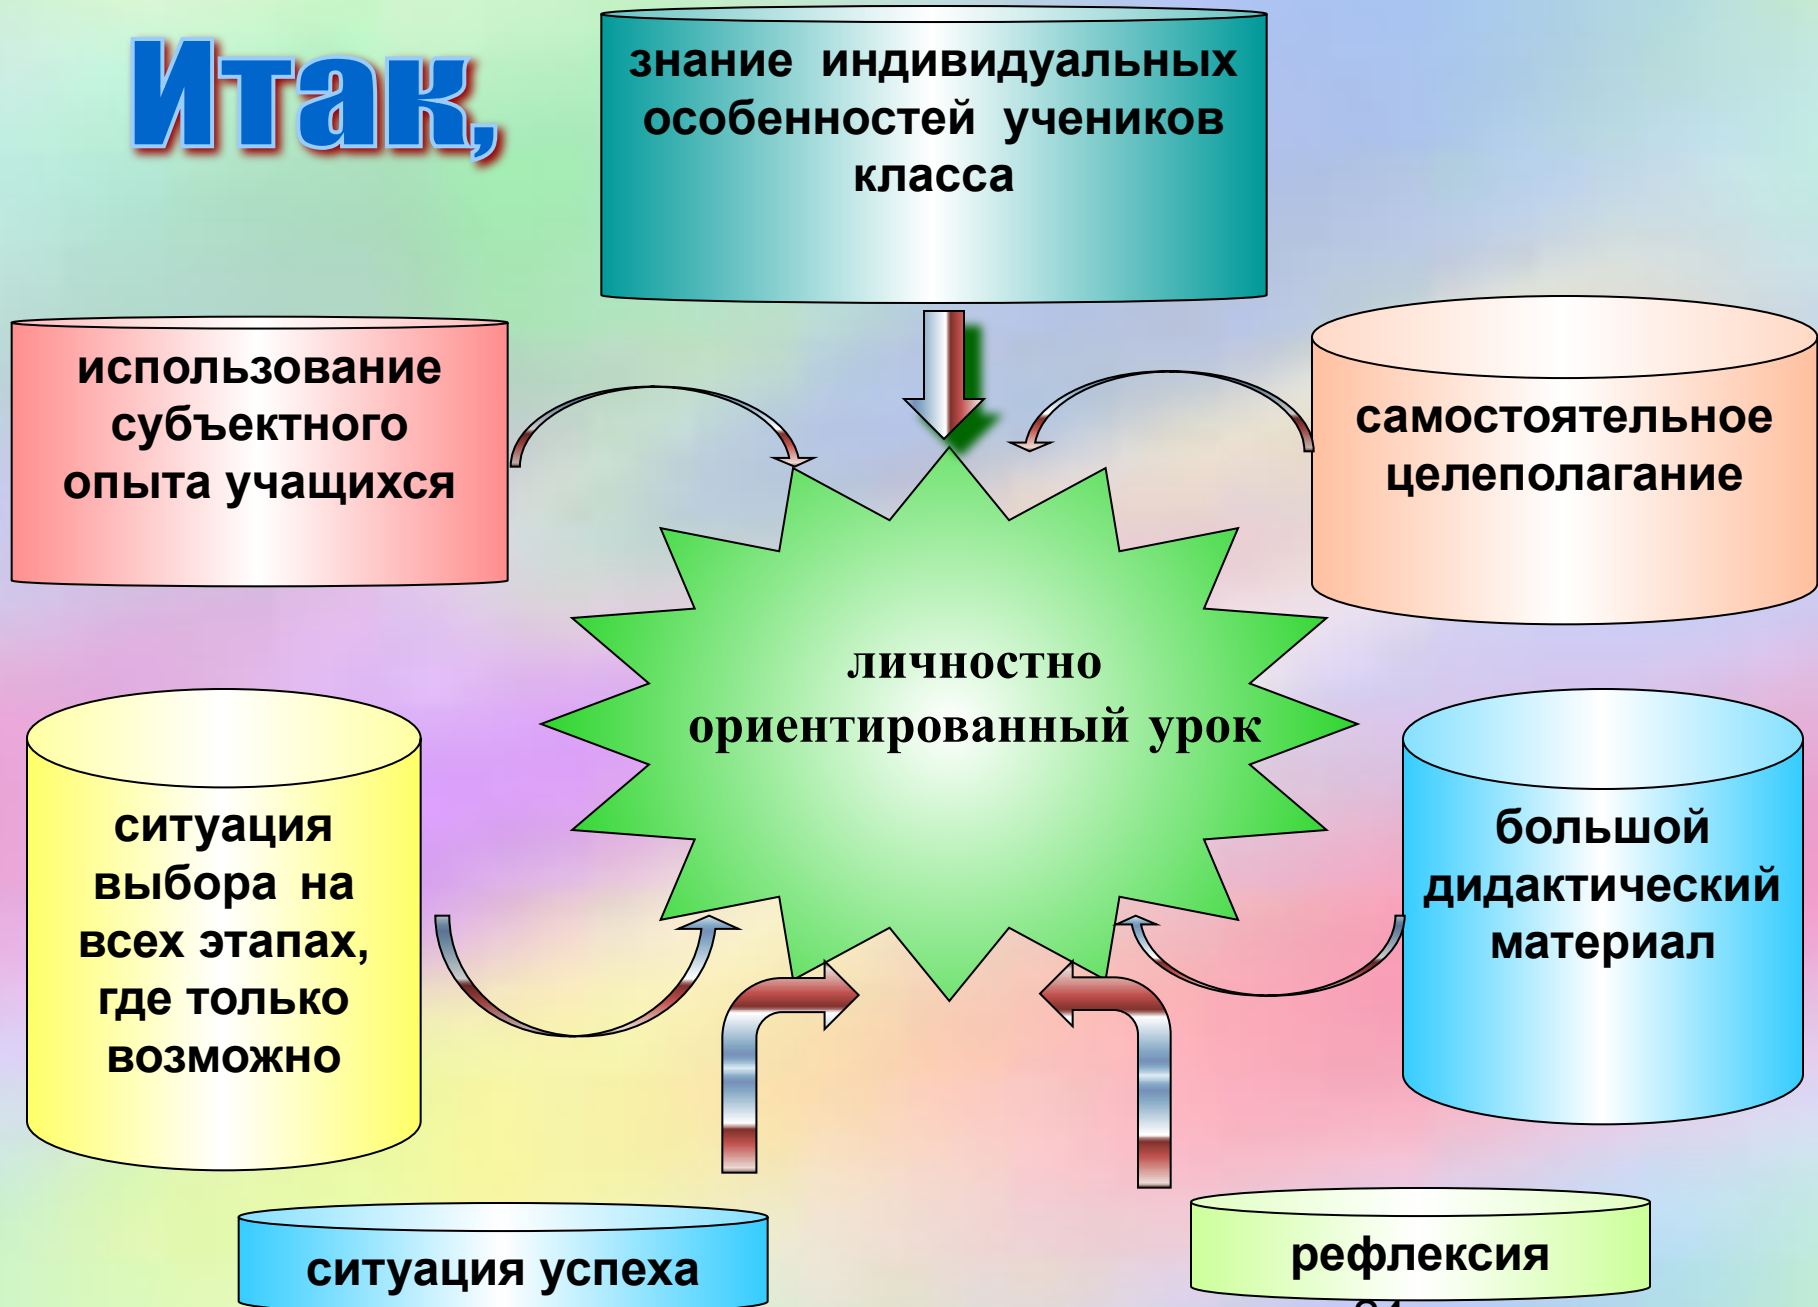 Итак,
знание индивидуальных
особенностей учеников
класса
использование
субъектного
опыта учащихся
самостоятельное
целеполагание
личностно
ориентированный урок
ситуация
выбора на
всех этапах,
где только
возможно
большой
дидактический
материал
ситуация успеха
рефлексия